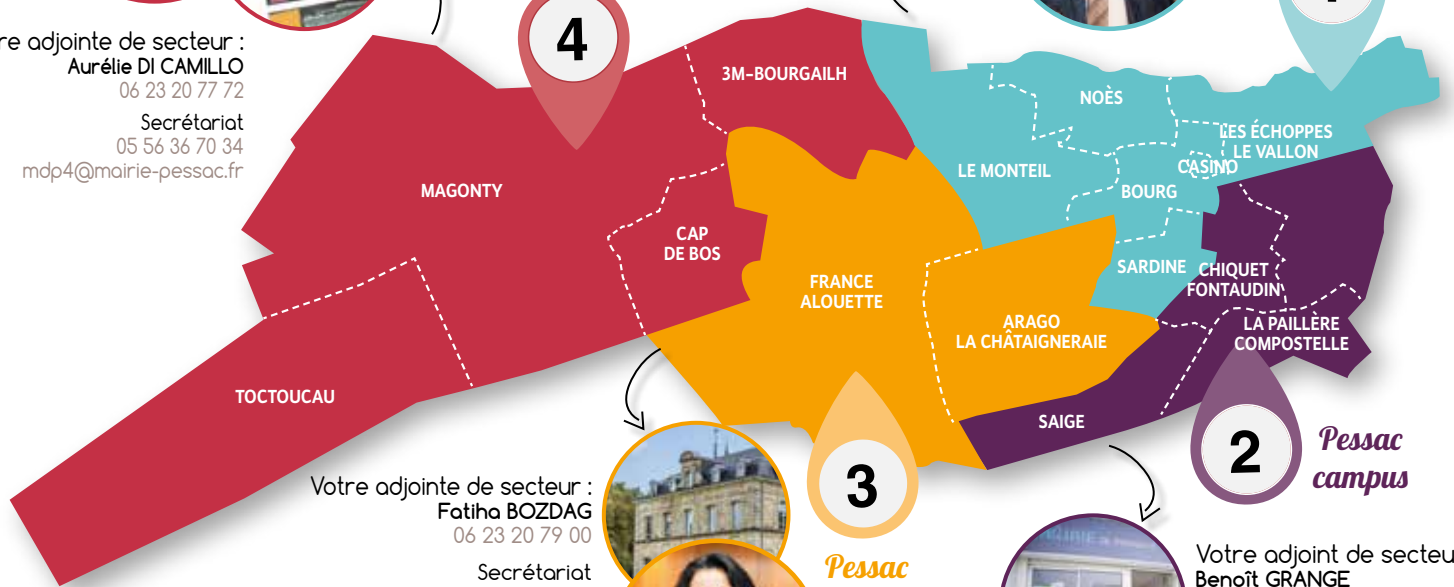 adjointe de secteur :
Aurélie DI CAMILLO
06 23 20 77 72
Secrétariat
05 56 36 70 34
mdp4@mairie-pessac.fr
4
3M-BOURGAILH
NOÈS
LES ÉCHOPPES
LE VALLON
CASINO
LE MONTEIL
BOURG
MAGONTY
CAP
DE BOS
SARDINE
CHIQUET
FONTAUDIN
FRANCE
ALOUETTE
ARAGO
LA CHÂTAIGNERAIE
LA PAILLÈRE
COMPOSTELLE
TOCTOUCAU
SAIGE
2
Pessac
campus
3
Pessac
Votre adjointe de secteur :
Fatiha BOZDAG
06 23 20 79 00
Secrétariat
Votre adjoint de
Benoît GRANGE